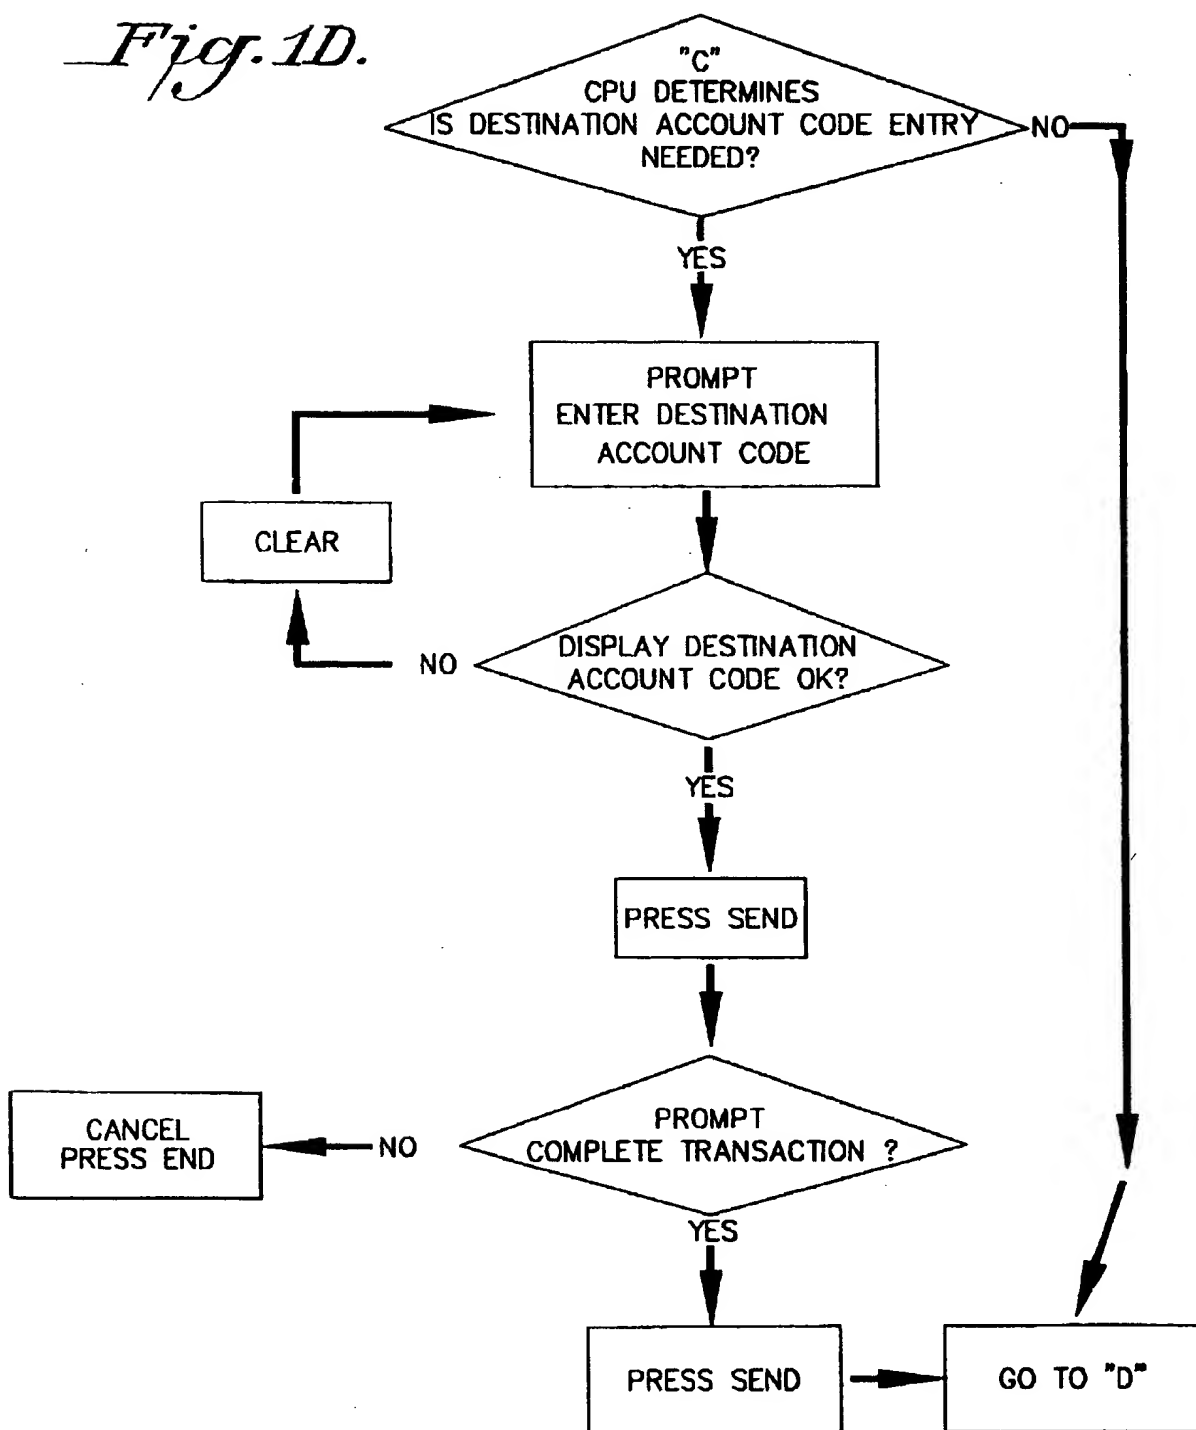 Fig. 1D.
"C"
CPU DETERMINES
IS DESTINATION ACCOUNT CODE ENTRY
NEEDED?
NO
YES
PROMPT
ENTER DESTINATION
ACCOUNT CODE
CLEAR
DISPLAY DESTINATION
ACCOUNT CODE OK?
NO
YES
PRESS SEND
PROMPT
COMPLETE TRANSACTION ?
NO
CANCEL
PRESS END
YES
PRESS SEND
GO TO "D"